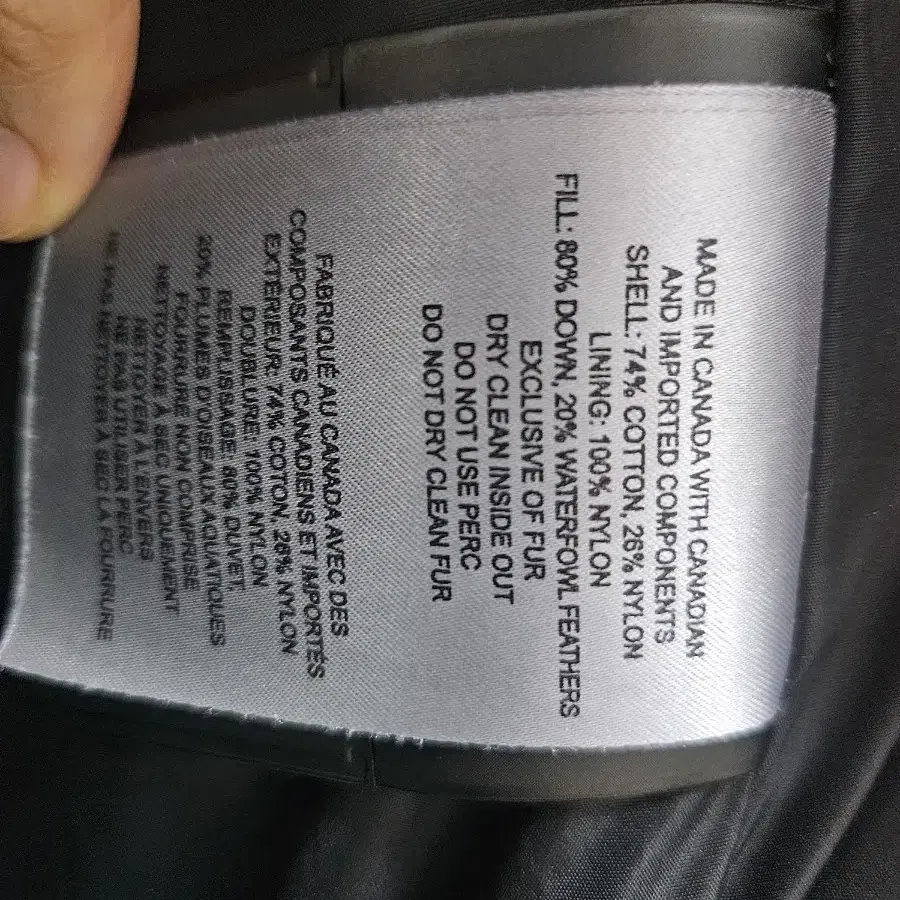 MADE IN CANADA WITH CANADIAN
AND IMPORTED COMPONENTS
SHELL: 74% COTTON, 26% NYLON
LINING: 100% NYLON
FILL: 80% DOWN, 20% WATERFOWL FEATHERS
EXCLUSIVE OF FUR
DRY CLEAN INSIDE OUT
DO NOT USE PERC
DO NOT DRY CLEAN FUR
FABRIQUÉ AU CANADA AVEC DES
COMPOSANTS CANADIENS ET IMPORTÉS
EXTÉRIEUR: 74% COTON, 26% NYLON
DOUBLURE: 100% NYLON
REMPLISSAGE: 80% DUVET,
20% PLUMES D'OISEAUX AQUATIQUES
FOURRURE NON COMPRISE
NETTOYAGE À SEC UNIQUEMENT
NETTOYER À L'ENVERS
NE PAS UTILISER PERC
NE PAS NETTOYER À SEC LA FOURRURE